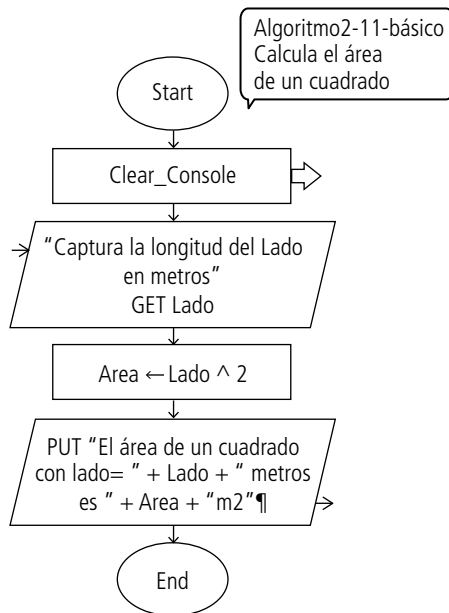 Algoritmo2-11-básico
Calcula el área
de un cuadrado
Start
Clear_Console
"Captura la longitud del Lado
en metros"
GET Lado
Area ← Lado ^ 2
PUT "El área de un cuadrado
con lado= " + Lado + " metros
es " + Area + "m2"¶
End